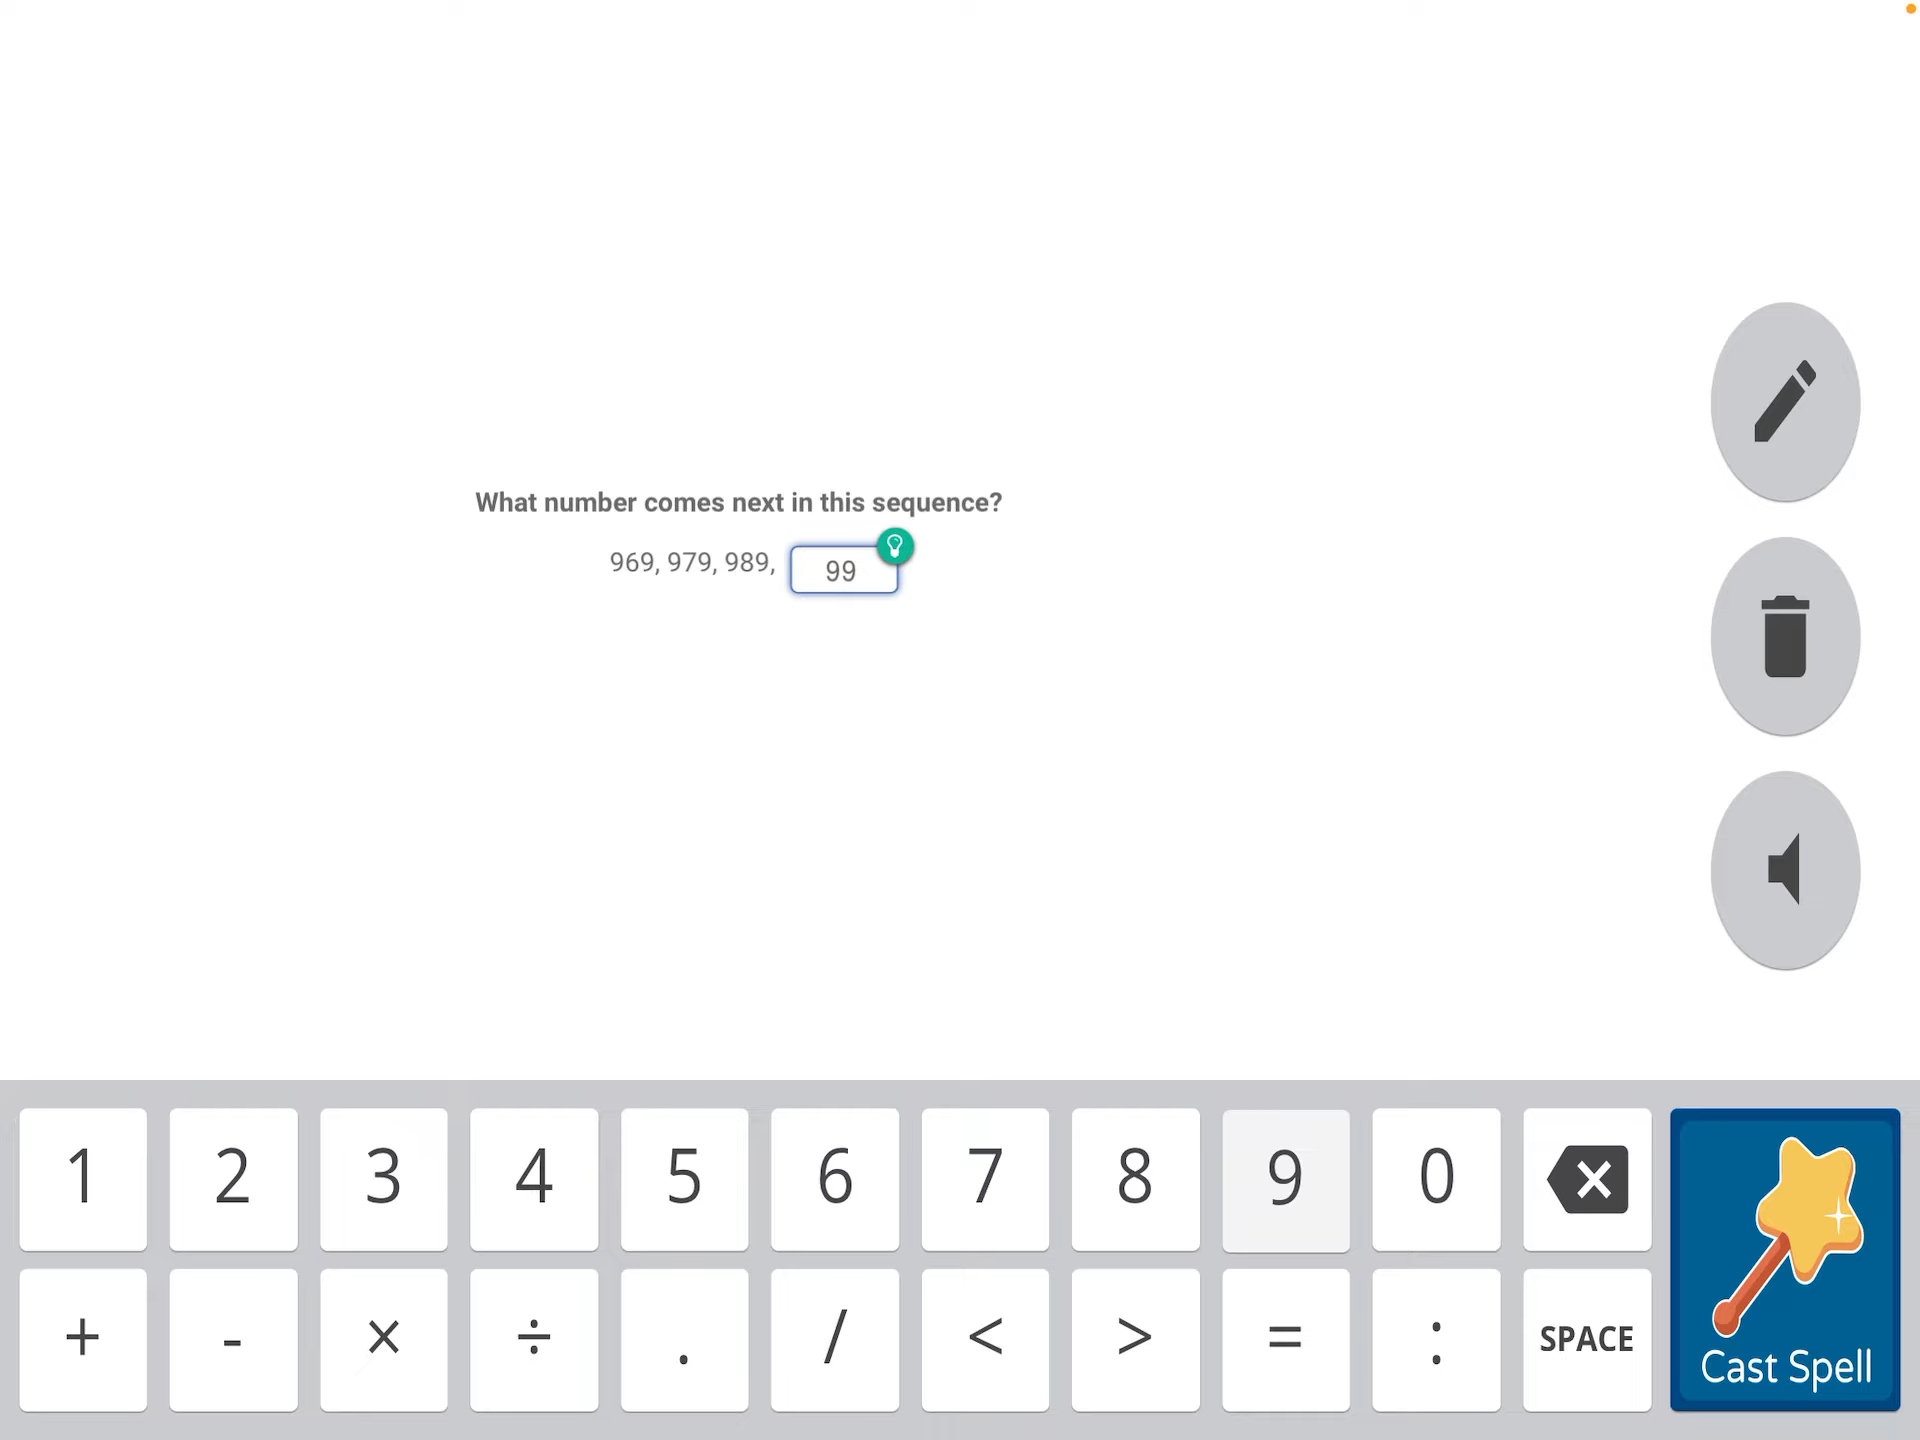 What number comes next in this sequence?
969, 979, 989, 99
1 2 3 4 5 6 7 8 9 0
+ - × ÷ . / < > = : SPACE
Cast Spell